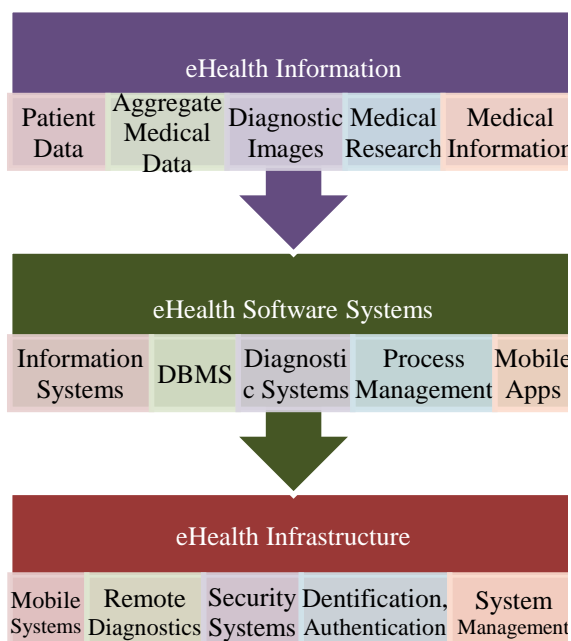 eHealth Information
Patient
Data
Aggregate
Medical
Data
Diagnostic
Images
Medical
Research
Medical
Information
eHealth Software Systems
Information
Systems
DBMS
Diagnosti
c Systems
Process
Management
Mobile
Apps
eHealth Infrastructure
Mobile
Systems
Remote
Diagnostics
Security
Systems
Dentification,
Authentication
System
Management